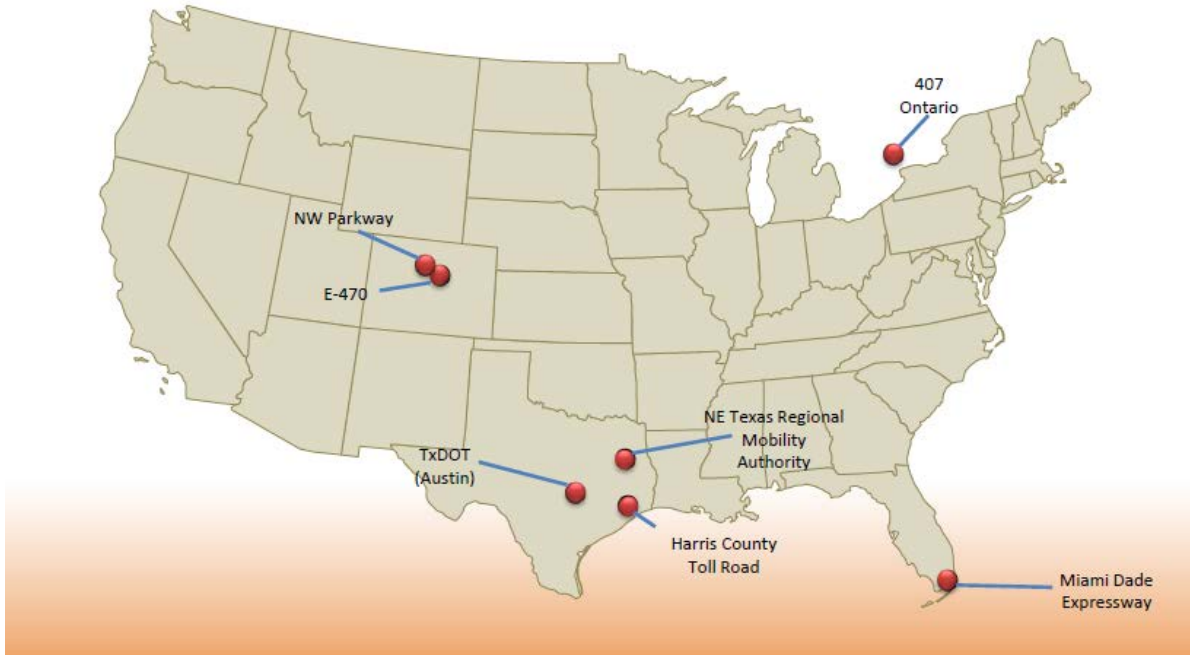 407
Ontario
NW Parkway
E-470
NE Texas Regional
Mobility
Authority
TxDOT
(Austin)
Harris County
Toll Road
Miami Dade
Expressway